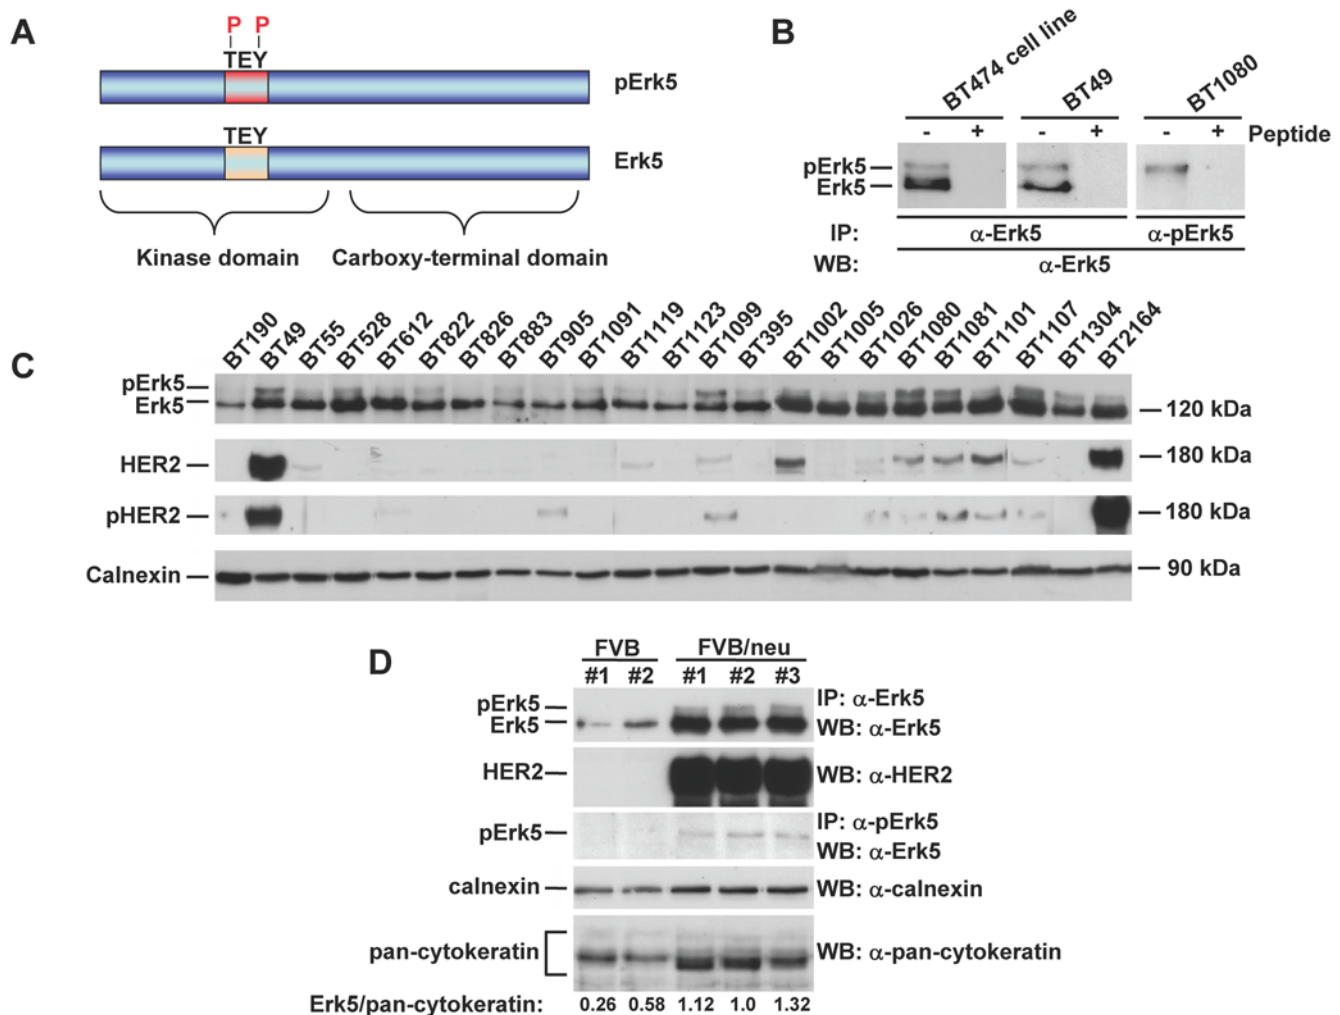 A
P P
TEY
pErk5
TEY
Erk5
Kinase domain
Carboxy-terminal domain
B
BT474 cell line
BT49
BT1080
- + - + - + Peptide
pErk5
Erk5
IP: α-Erk5 α-pErk5
WB: α-Erk5
C
BT190 BT49 BT55 BT528 BT612 BT822 BT826 BT883 BT905 BT1091 BT1119 BT1123 BT1099 BT395 BT1002 BT1005 BT1026 BT1080 BT1081 BT1101 BT1107 BT1304 BT2164
pErk5
Erk5 120 kDa
HER2 180 kDa
pHER2 180 kDa
Calnexin 90 kDa
D
FVB FVB/neu
#1 #2 #1 #2 #3
pErk5 IP: α-Erk5
Erk5 WB: α-Erk5
HER2 WB: α-HER2
IP: α-pErk5
pErk5
WB: α-Erk5
calnexin WB: α-calnexin
pan-cytokeratin WB: α-pan-cytokeratin
Erk5/pan-cytokeratin: 0.26 0.58 1.12 1.0 1.32